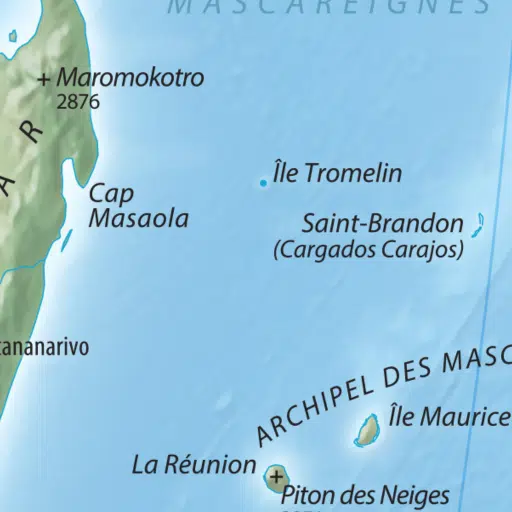 MASCAREIGNES
Maromokotro
2876
A R
Île Tromelin
Cap
Masaola
Saint-Brandon
(Cargados Carajos)
ananarivo
ARCHIPEL DES MASC
Île Maurice
La Réunion
Piton des Neiges